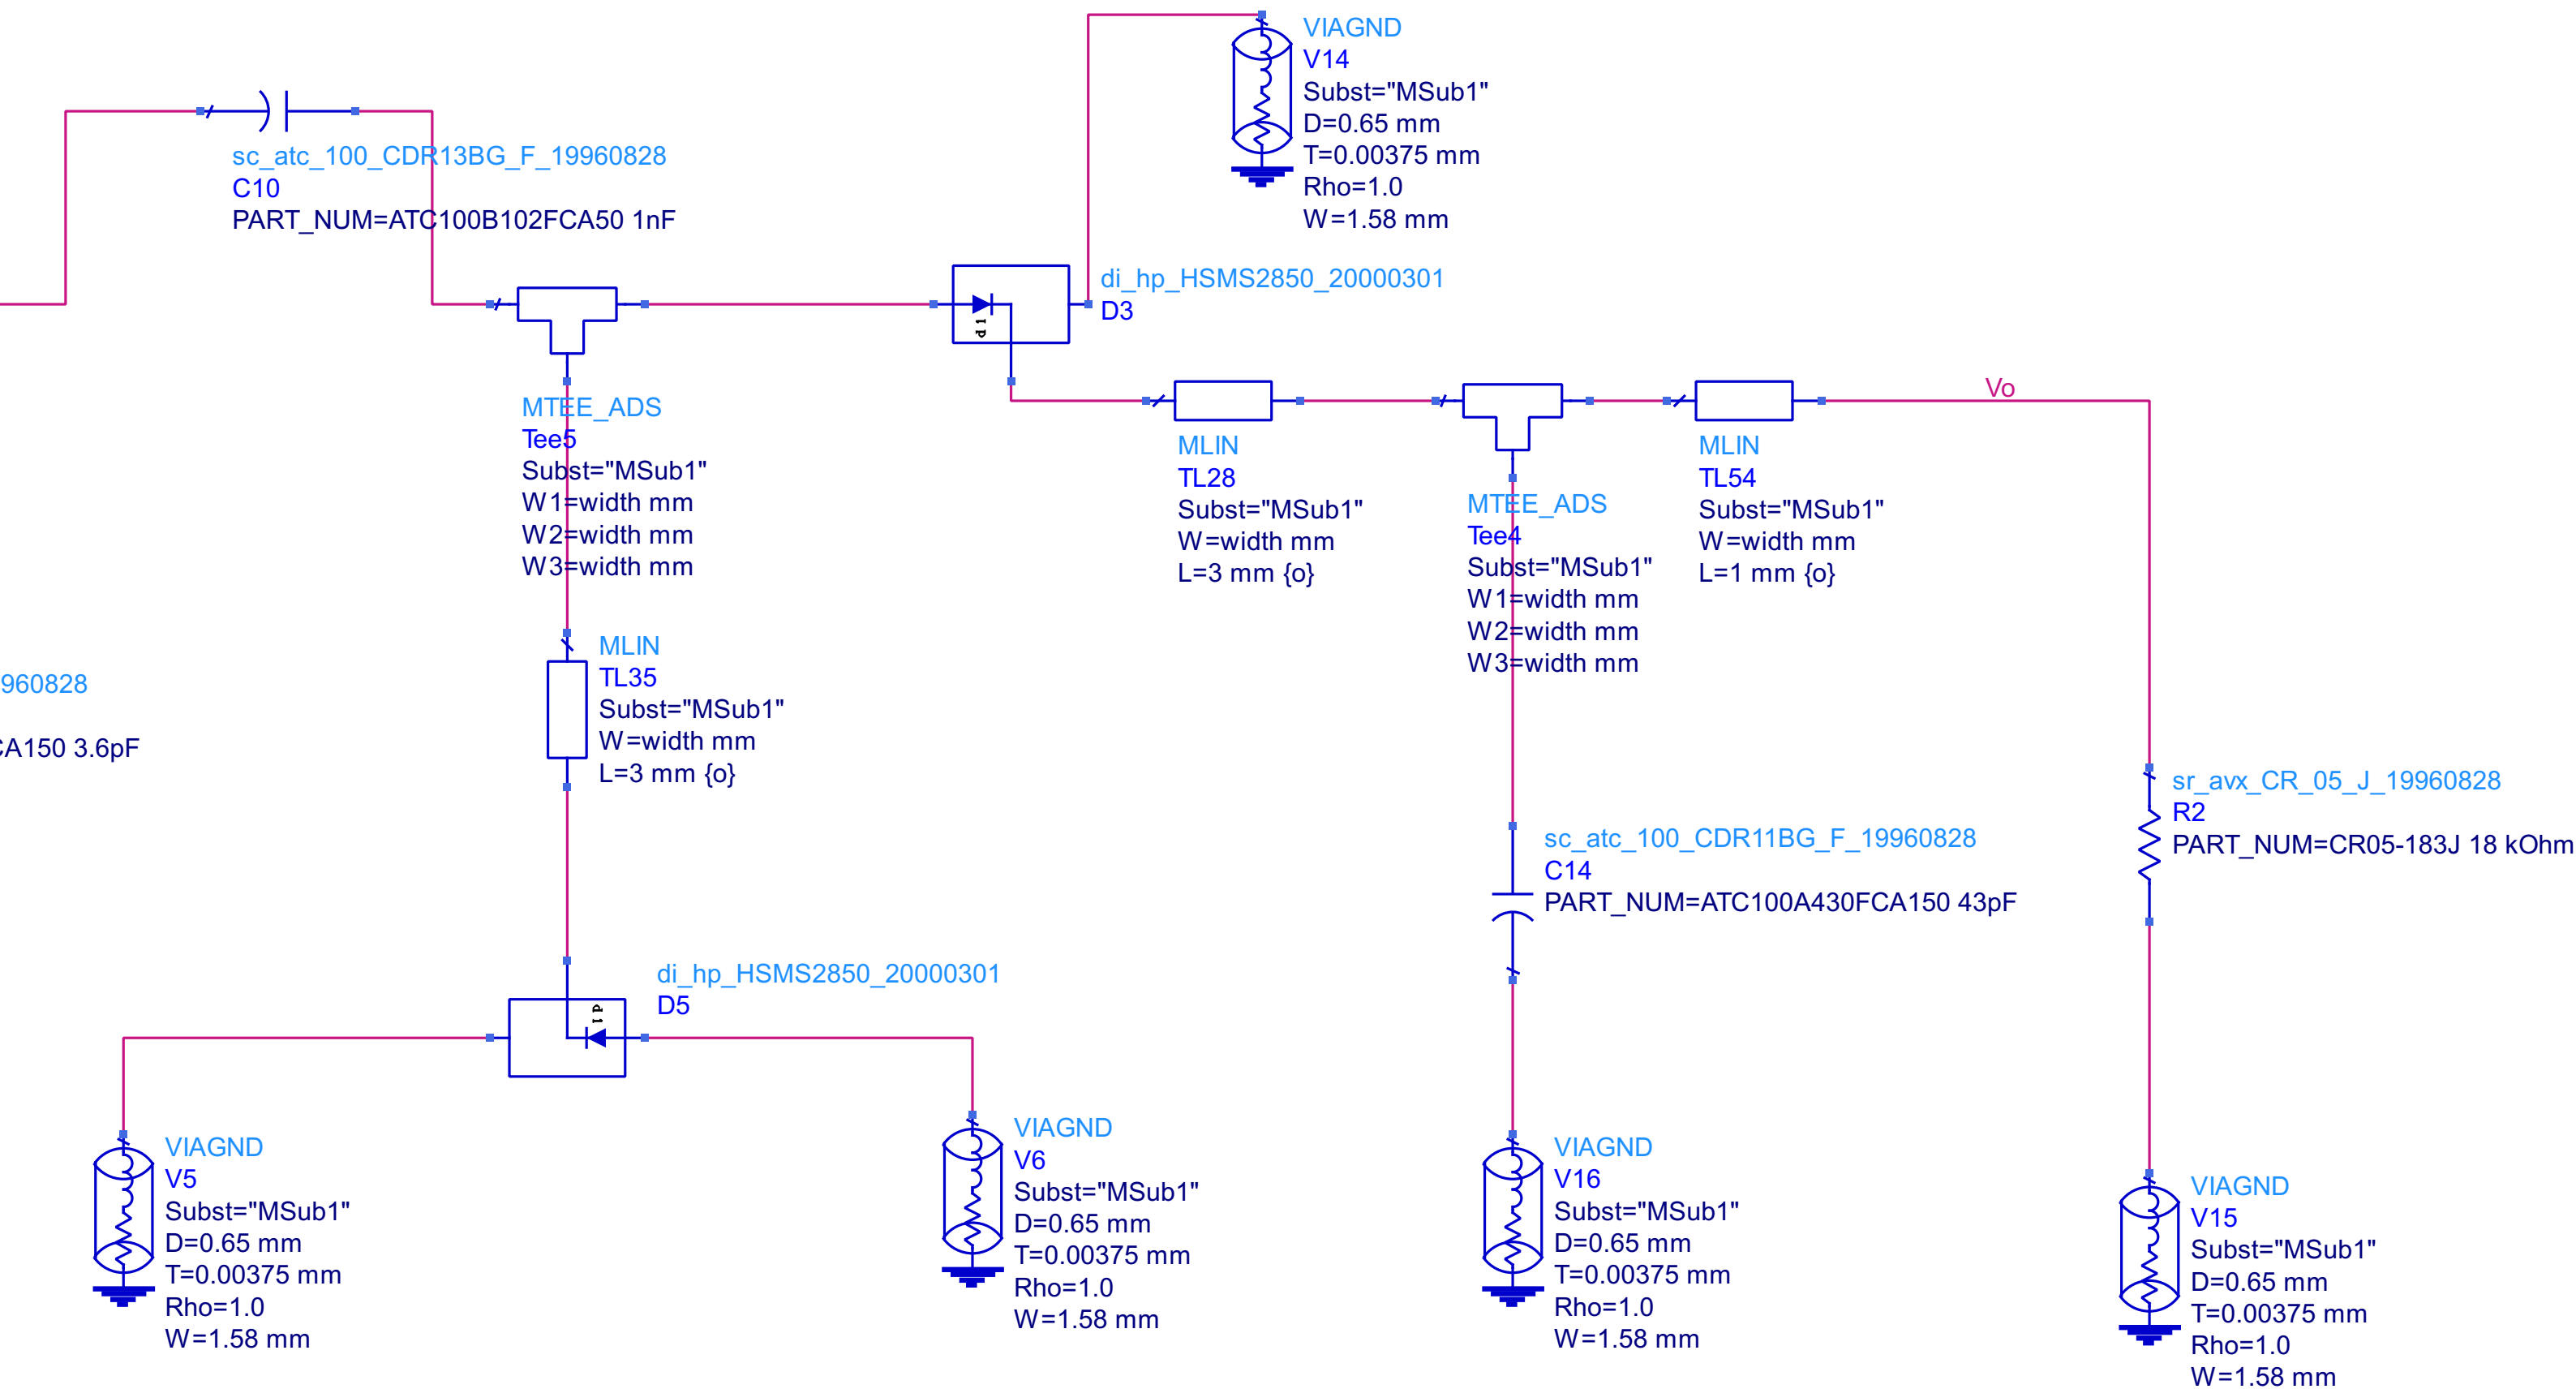 VIAGND
V14
Subst="MSub1"
D=0.65 mm
T=0.00375 mm
Rho=1.0
W=1.58 mm
sc_atc_100_CDR13BG_F_19960828
C10
PART_NUM=ATC100B102FCA50 1nF
di_hp_HSMS2850_20000301
D3
d1
MTEE_ADS
Tee5
Subst="MSub1"
W1=width mm
W2=width mm
W3=width mm
MLIN
TL28
Subst="MSub1"
W=width mm
L=3 mm {o}
MTEE_ADS
Tee4
Subst="MSub1"
W1=width mm
W2=width mm
W3=width mm
MLIN
TL54
Subst="MSub1"
W=width mm
L=1 mm {o}
Vo
960828
CA150 3.6pF
MLIN
TL35
Subst="MSub1"
W=width mm
L=3 mm {o}
sr_avx_CR_05_J_19960828
R2
PART_NUM=CR05-183J 18 kOhm
sc_atc_100_CDR11BG_F_19960828
C14
PART_NUM=ATC100A430FCA150 43pF
di_hp_HSMS2850_20000301
D5
d1
VIAGND
V5
Subst="MSub1"
D=0.65 mm
T=0.00375 mm
Rho=1.0
W=1.58 mm
VIAGND
V6
Subst="MSub1"
D=0.65 mm
T=0.00375 mm
Rho=1.0
W=1.58 mm
VIAGND
V16
Subst="MSub1"
D=0.65 mm
T=0.00375 mm
Rho=1.0
W=1.58 mm
VIAGND
V15
Subst="MSub1"
D=0.65 mm
T=0.00375 mm
Rho=1.0
W=1.58 mm